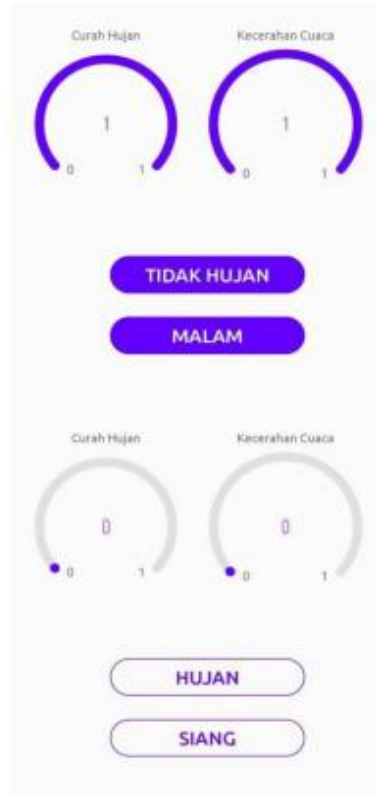 Curah Hujan Kecerahan Cuaca
1 1
0 1 0 1
TIDAK HUJAN
MALAM
Curah Hujan Kecerahan Cuaca
0 0
0 1 0 1
HUJAN
SIANG